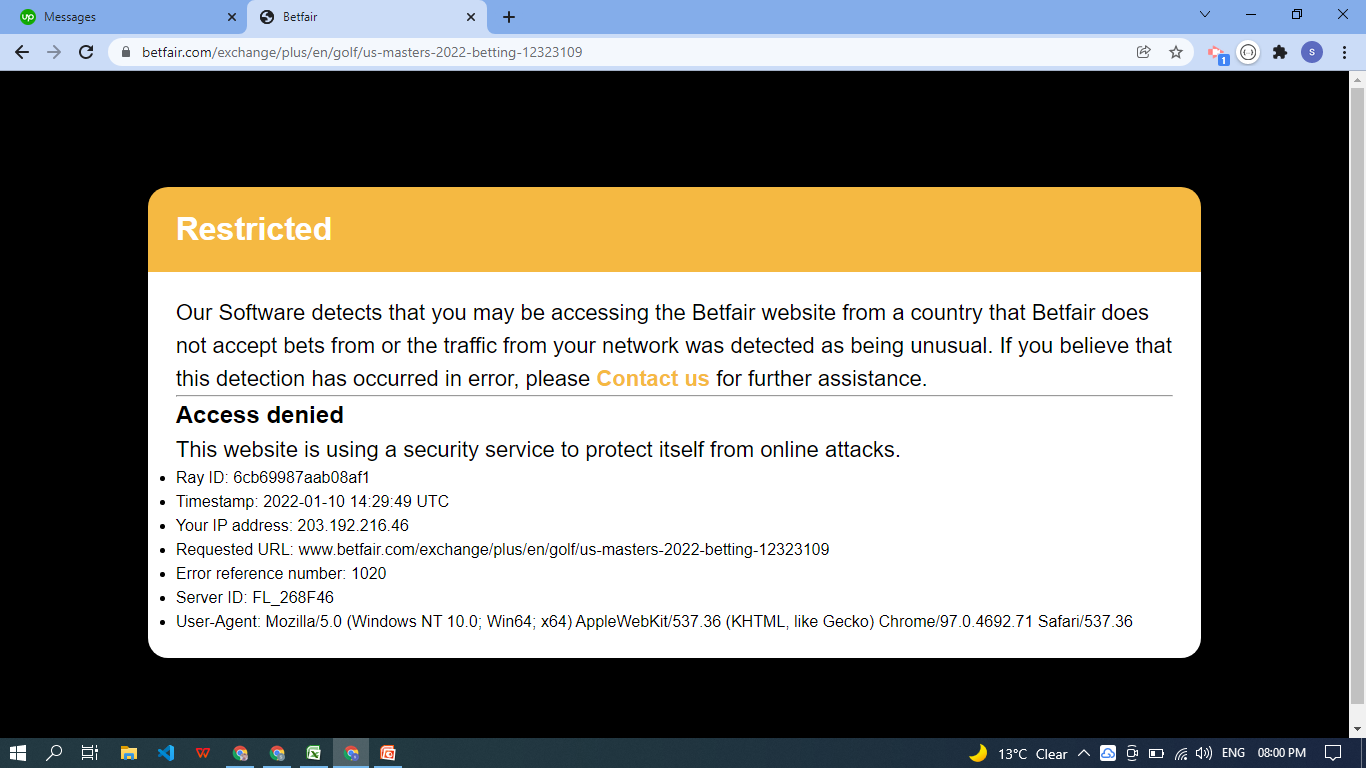 up Messages
Betfair
betfair.com/exchange/plus/en/golf/us-masters-2022-betting-12323109
1
S
Restricted
Our Software detects that you may be accessing the Betfair website from a country that Betfair does
not accept bets from or the traffic from your network was detected as being unusual. If you believe that
this detection has occurred in error, please Contact us for further assistance.
Access denied
This website is using a security service to protect itself from online attacks.
Ray ID: 6cb69987aab08af1
Timestamp: 2022-01-10 14:29:49 UTC
Your IP address: 203.192.216.46
Requested URL: www.betfair.com/exchange/plus/en/golf/us-masters-2022-betting-12323109
Error reference number: 1020
Server ID: FL_268F46
User-Agent: Mozilla/5.0 (Windows NT 10.0; Win64; x64) AppleWebKit/537.36 (KHTML, like Gecko) Chrome/97.0.4692.71 Safari/537.36
13°C Clear
ENG
08:00 PM